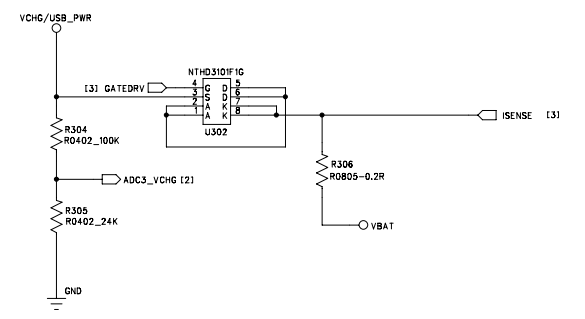 VCHG/USB_PWR
NTHD3101F1G
[3] GATEDRV
4 G D 5
3 S D 6
2 A K 7
1 A K 8
U302
ISENSE [3]
R304
R0402_100K
R306
R0805-0.2R
ADC3_VCHG [2]
R305
R0402_24K
VBAT
GND